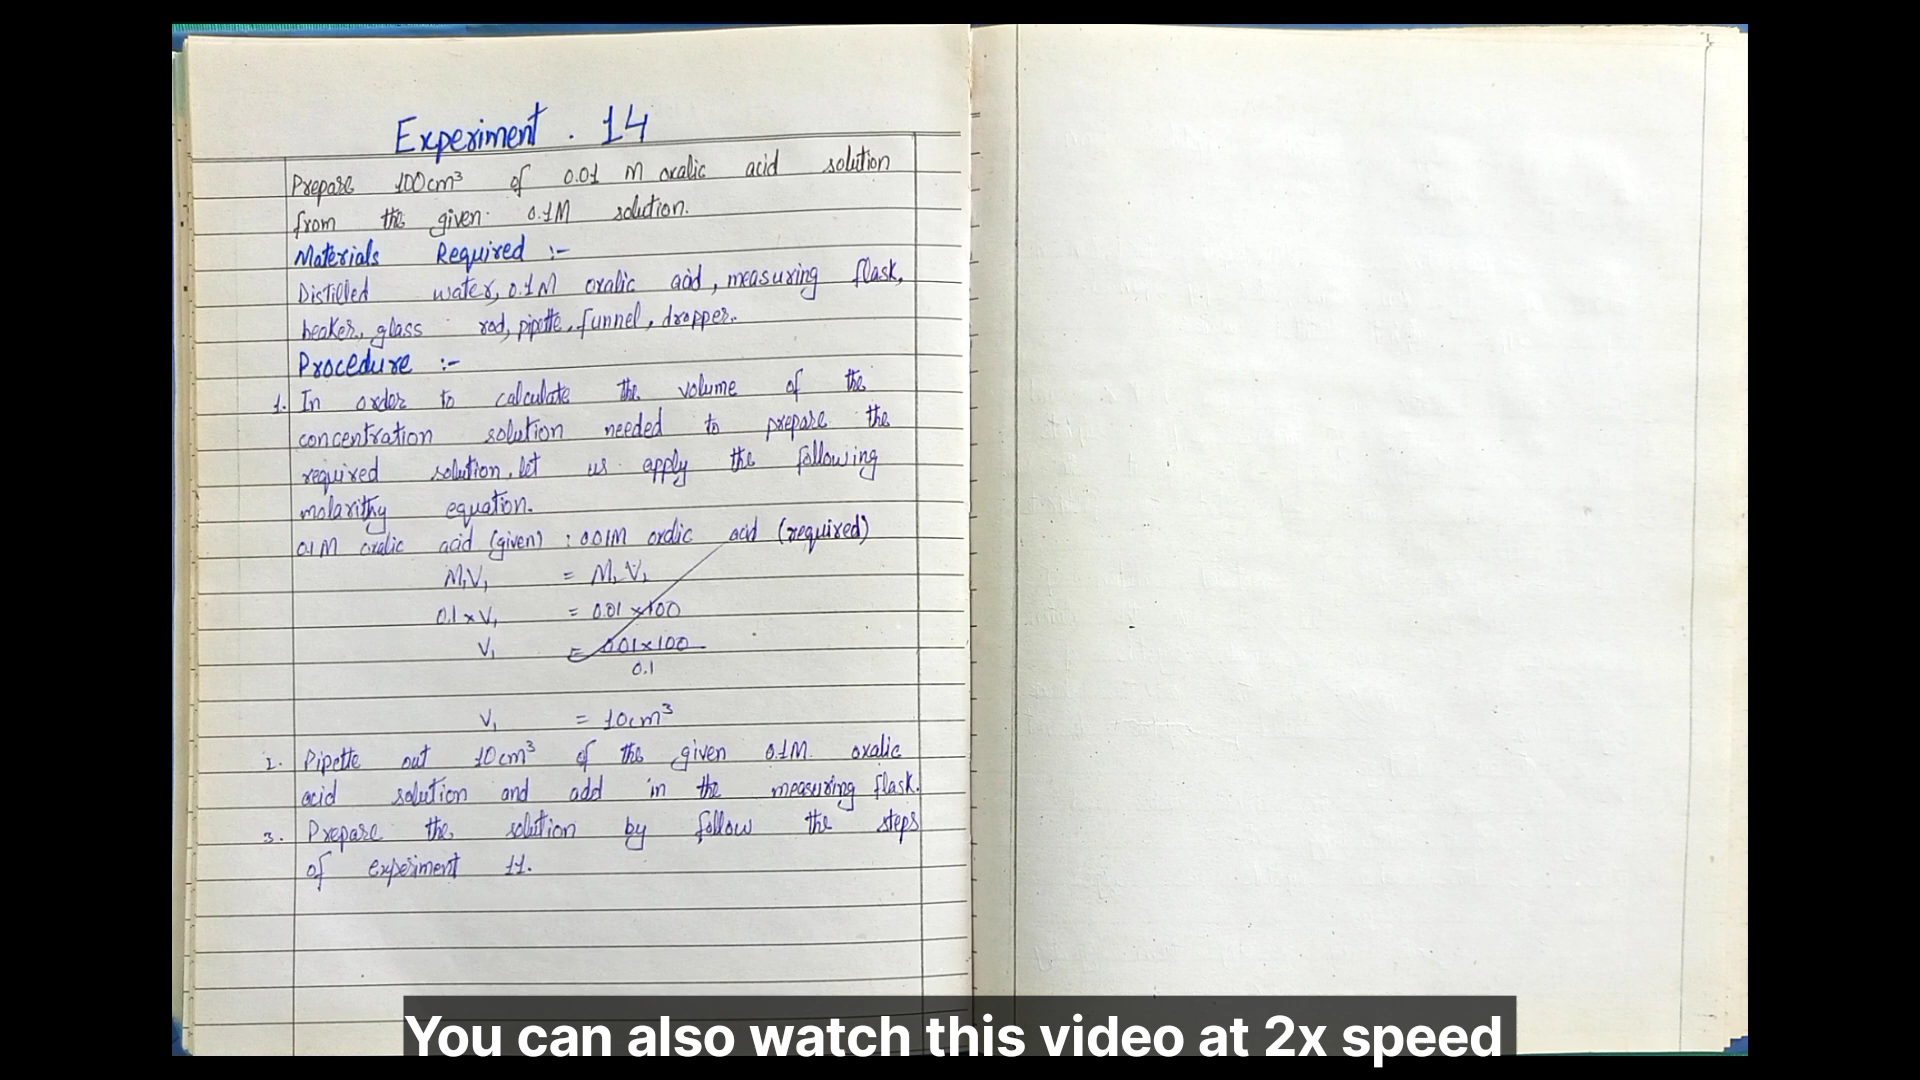 Experiment . 14
Prepare 100cm³ of 0.01 M oxalic acid solution
from the given 0.1M solution.
Materials Required :-
Distilled water, 0.1M oxalic acid, measuring flask,
beaker, glass rod, pipette, funnel, dropper.
Procedure :-
1. In order to calculate the volume of the
concentration solution needed to prepare the
required solution, let us apply the following
molarithy equation.
0.1M oxalic acid (given) : 0.01M oxalic acid (required)
M₁V₁ = M₁V₁
0.1 x V₁ = 0.01 x 100
V₁ = 0.01 x 100
0.1
V₁ = 10cm³
2. Pipette out 10cm³ of the given 0.1M. oxalic
acid solution and add in the measuring flask.
3. Prepare the solution by follow the steps
of experiment 11.
You can also watch this video at 2x speed